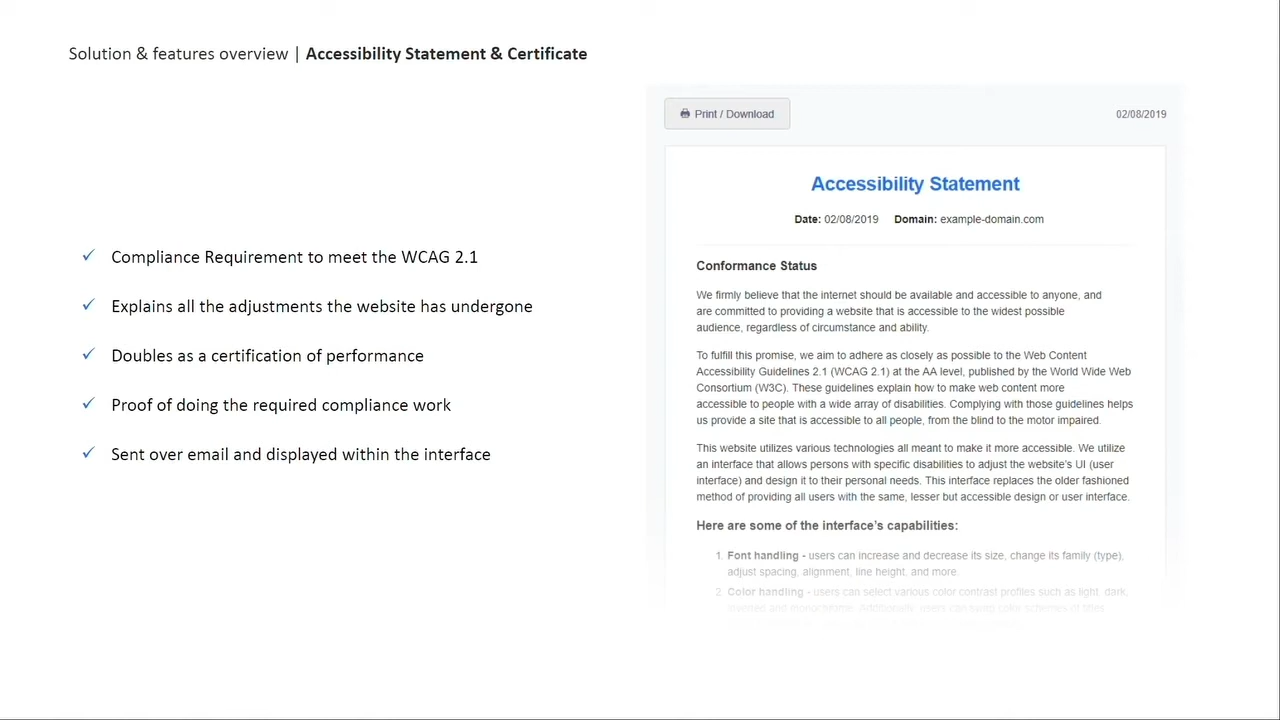 Solution & features overview | Accessibility Statement & Certificate
Compliance Requirement to meet the WCAG 2.1
Explains all the adjustments the website has undergone
Doubles as a certification of performance
Proof of doing the required compliance work
Sent over email and displayed within the interface
Print / Download
02/08/2019
Accessibility Statement
Date: 02/08/2019 Domain: example-domain.com
Conformance Status
We firmly believe that the internet should be available and accessible to anyone, and
are committed to providing a website that is accessible to the widest possible
audience, regardless of circumstance and ability.
To fulfill this promise, we aim to adhere as closely as possible to the Web Content
Accessibility Guidelines 2.1 (WCAG 2.1) at the AA level, published by the World Wide Web
Consortium (W3C). These guidelines explain how to make web content more
accessible to people with a wide array of disabilities. Complying with those guidelines helps
us provide a site that is accessible to all people, from the blind to the motor impaired.
This website utilizes various technologies all meant to make it more accessible. We utilize
an interface that allows persons with specific disabilities to adjust the website's UI (user
interface) and design it to their personal needs. This interface replaces the older fashioned
method of providing all users with the same, lesser but accessible design or user interface.
Here are some of the interface's capabilities:
1. Font handling - users can increase and decrease its size, change its family (type),
adjust spacing, alignment, line height, and more.
2. Color handling - users can select various color contrast profiles such as light, dark,
and monochrome. Additionally, users can swap color schemes of titles,